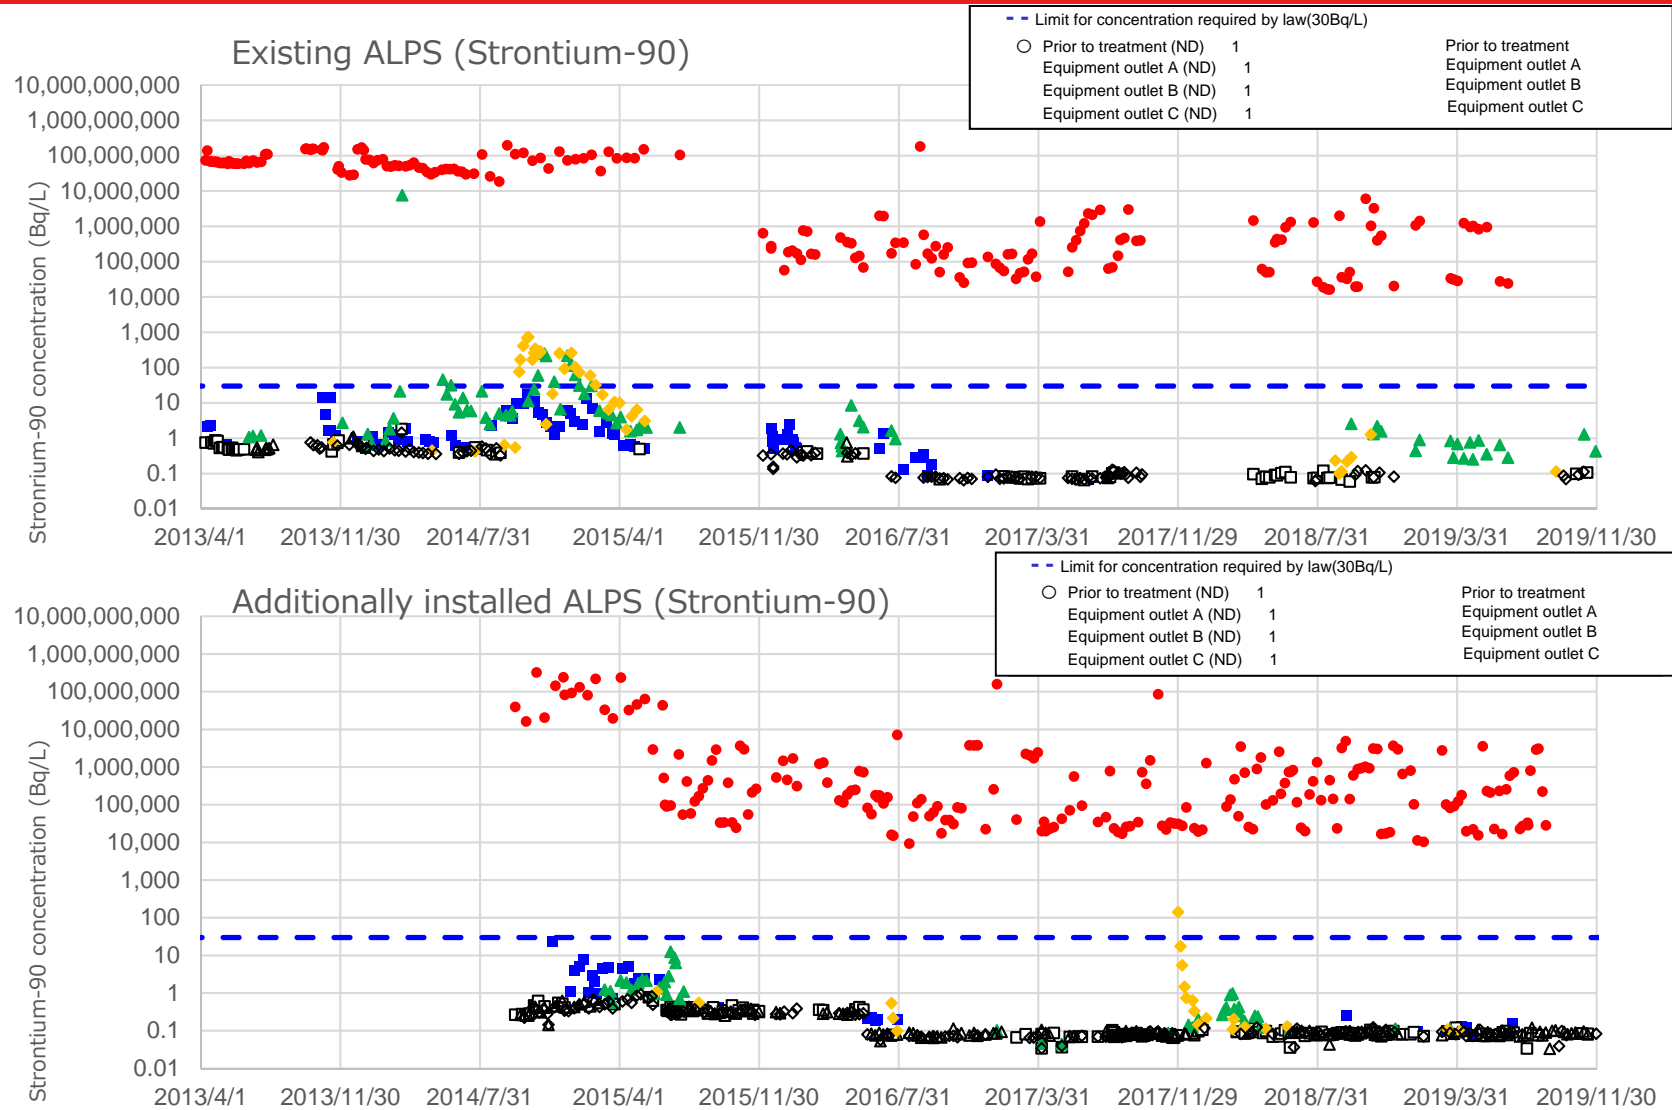 Limit for concentration required by law(30Bq/L)
Prior to treatment (ND) 1 Prior to treatment
Equipment outlet A (ND) 1 Equipment outlet A
Equipment outlet B (ND) 1 Equipment outlet B
Equipment outlet C (ND) 1 Equipment outlet C
Existing ALPS (Strontium-90)
Stronrium-90 concentration (Bq/L)
10,000,000,000
1,000,000,000
100,000,000
10,000,000
1,000,000
100,000
10,000
1,000
100
10
1
0.1
0.01
2013/4/1 2013/11/30 2014/7/31 2015/4/1 2015/11/30 2016/7/31 2017/3/31 2017/11/29 2018/7/31 2019/3/31 2019/11/30
Limit for concentration required by law(30Bq/L)
Prior to treatment (ND) 1 Prior to treatment
Equipment outlet A (ND) 1 Equipment outlet A
Equipment outlet B (ND) 1 Equipment outlet B
Equipment outlet C (ND) 1 Equipment outlet C
Additionally installed ALPS (Strontium-90)
Strontium-90 concentration (Bq/L)
10,000,000,000
1,000,000,000
100,000,000
10,000,000
1,000,000
100,000
10,000
1,000
100
10
1
0.1
0.01
2013/4/1 2013/11/30 2014/7/31 2015/4/1 2015/11/30 2016/7/31 2017/3/31 2017/11/29 2018/7/31 2019/3/31 2019/11/30